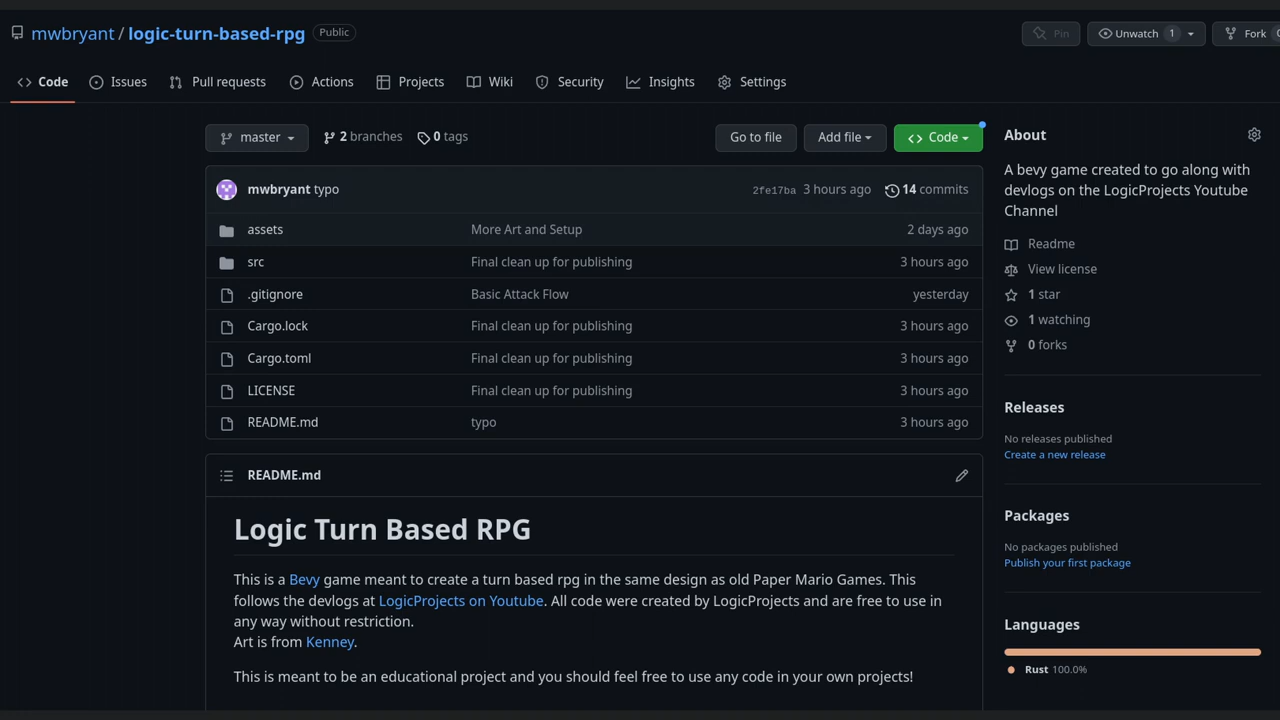 mwbryant / logic-turn-based-rpg Public Pin Unwatch 1 Fork
Code Issues Pull requests Actions Projects Wiki Security Insights Settings
master 2 branches 0 tags Go to file Add file Code
mwbryant typo 2fe17ba 3 hours ago 14 commits
assets More Art and Setup 2 days ago
src Final clean up for publishing 3 hours ago
.gitignore Basic Attack Flow yesterday
Cargo.lock Final clean up for publishing 3 hours ago
Cargo.toml Final clean up for publishing 3 hours ago
LICENSE Final clean up for publishing 3 hours ago
README.md typo 3 hours ago
README.md
Logic Turn Based RPG
This is a Bevy game meant to create a turn based rpg in the same design as old Paper Mario Games. This
follows the devlogs at LogicProjects on Youtube. All code were created by LogicProjects and are free to use in
any way without restriction.
Art is from Kenney.
This is meant to be an educational project and you should feel free to use any code in your own projects!
About
A bevy game created to go along with
devlogs on the LogicProjects Youtube
Channel
Readme
View license
1 star
1 watching
0 forks
Releases
No releases published
Create a new release
Packages
No packages published
Publish your first package
Languages
Rust 100.0%